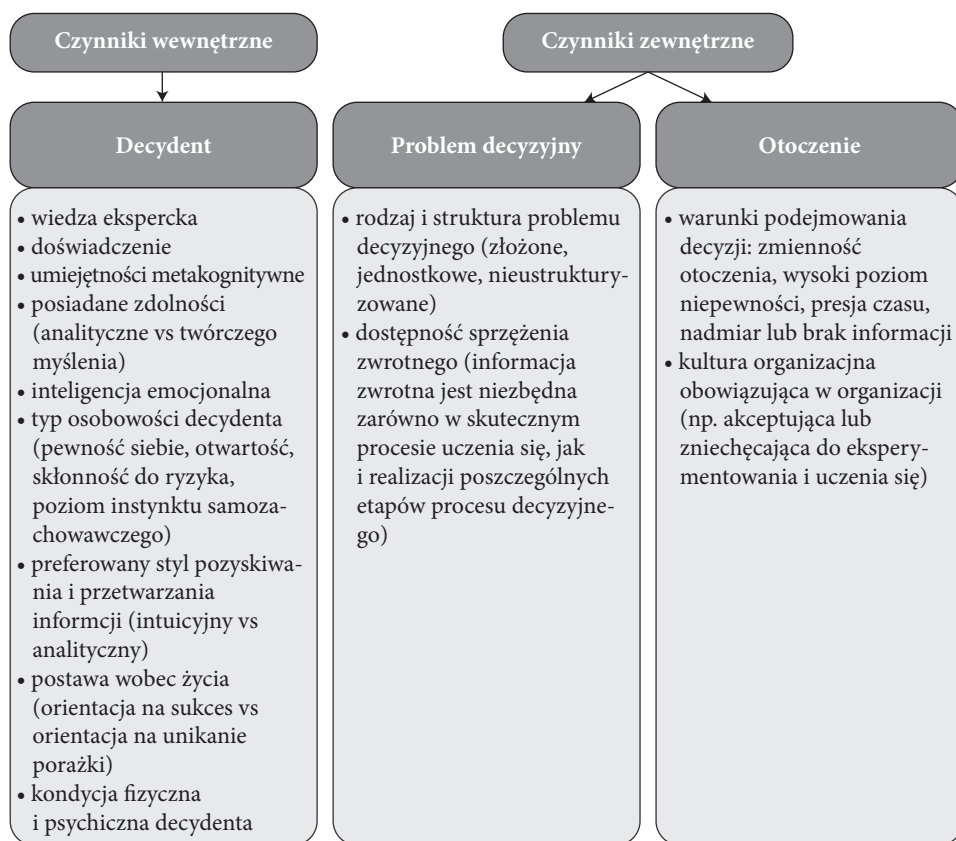 Czynniki wewnętrzne
Czynniki zewnętrzne
Decydent
• wiedza ekspercka
• doświadczenie
• umiejętności metakognitywne
• posiadane zdolności
(analityczne vs twórczego
myślenia)
• inteligencja emocjonalna
• typ osobowości decydenta
(pewność siebie, otwartość,
skłonność do ryzyka,
poziom instynktu samoza-
chowawczego)
• preferowany styl pozyskiwa-
nia i przetwarzania
informcji (intuicyjny vs
analityczny)
• postawa wobec życia
(orientacja na sukces vs
orientacja na unikanie
porażki)
• kondycja fizyczna
i psychiczna decydenta
Problem decyzyjny
• rodzaj i struktura problemu
decyzyjnego (złożone,
jednostkowe, nieustruktury-
zowane)
• dostępność sprzężenia
zwrotnego (informacja
zwrotna jest niezbędna
zarówno w skutecznym
procesie uczenia się, jak
i realizacji poszczególnych
etapów procesu decyzyjne-
go)
Otoczenie
• warunki podejmowania
decyzji: zmienność
otoczenia, wysoki poziom
niepewności, presja czasu,
nadmiar lub brak informacji
• kultura organizacjna
obowiązująca w organizacji
(np. akceptująca lub
zniechęcająca do ekspery-
mentowania i uczenia się)